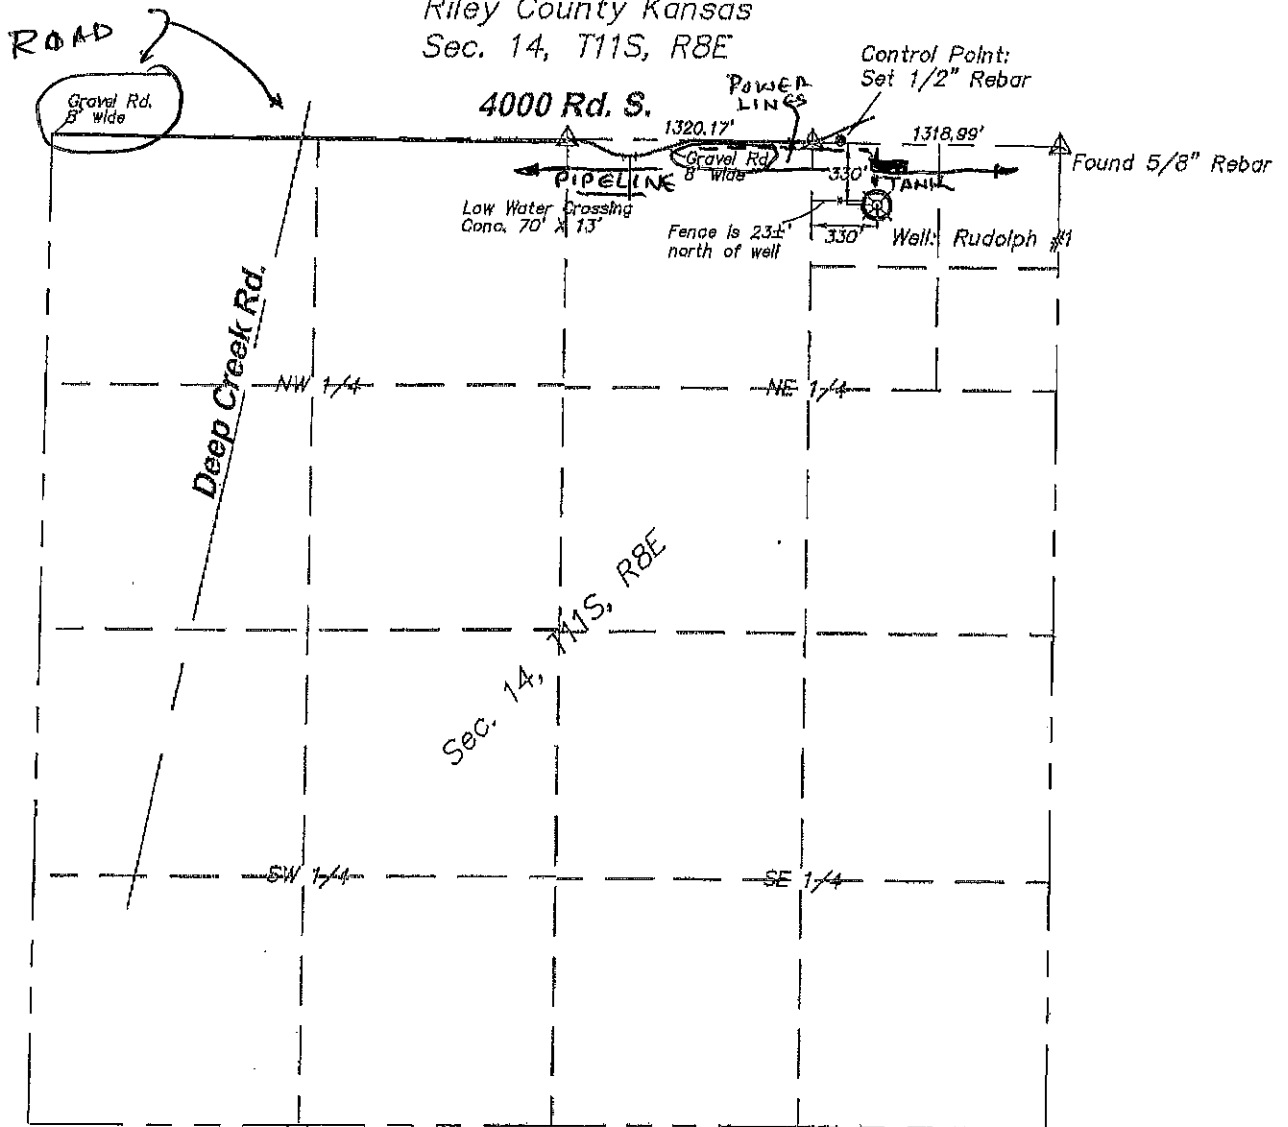 Riley County Kansas
Sec. 14, T11S, R8E
ROAD
Control Point:
Set 1/2" Rebar
POWER
LINES
Gravel Rd.
8' wide
4000 Rd. S.
1320.17'
1318.99'
Found 5/8" Rebar
Gravel Rd
8' wide
PIPELINE
330'
TANK
Low Water Crossing
Conc. 70' X 13'
Fence is 23±'
north of well
330'
Well: Rudolph #1
Deep Creek Rd.
NW 1/4
NE 1/4
Sec. 14, T11S, R8E
SW 1/4
SE 1/4